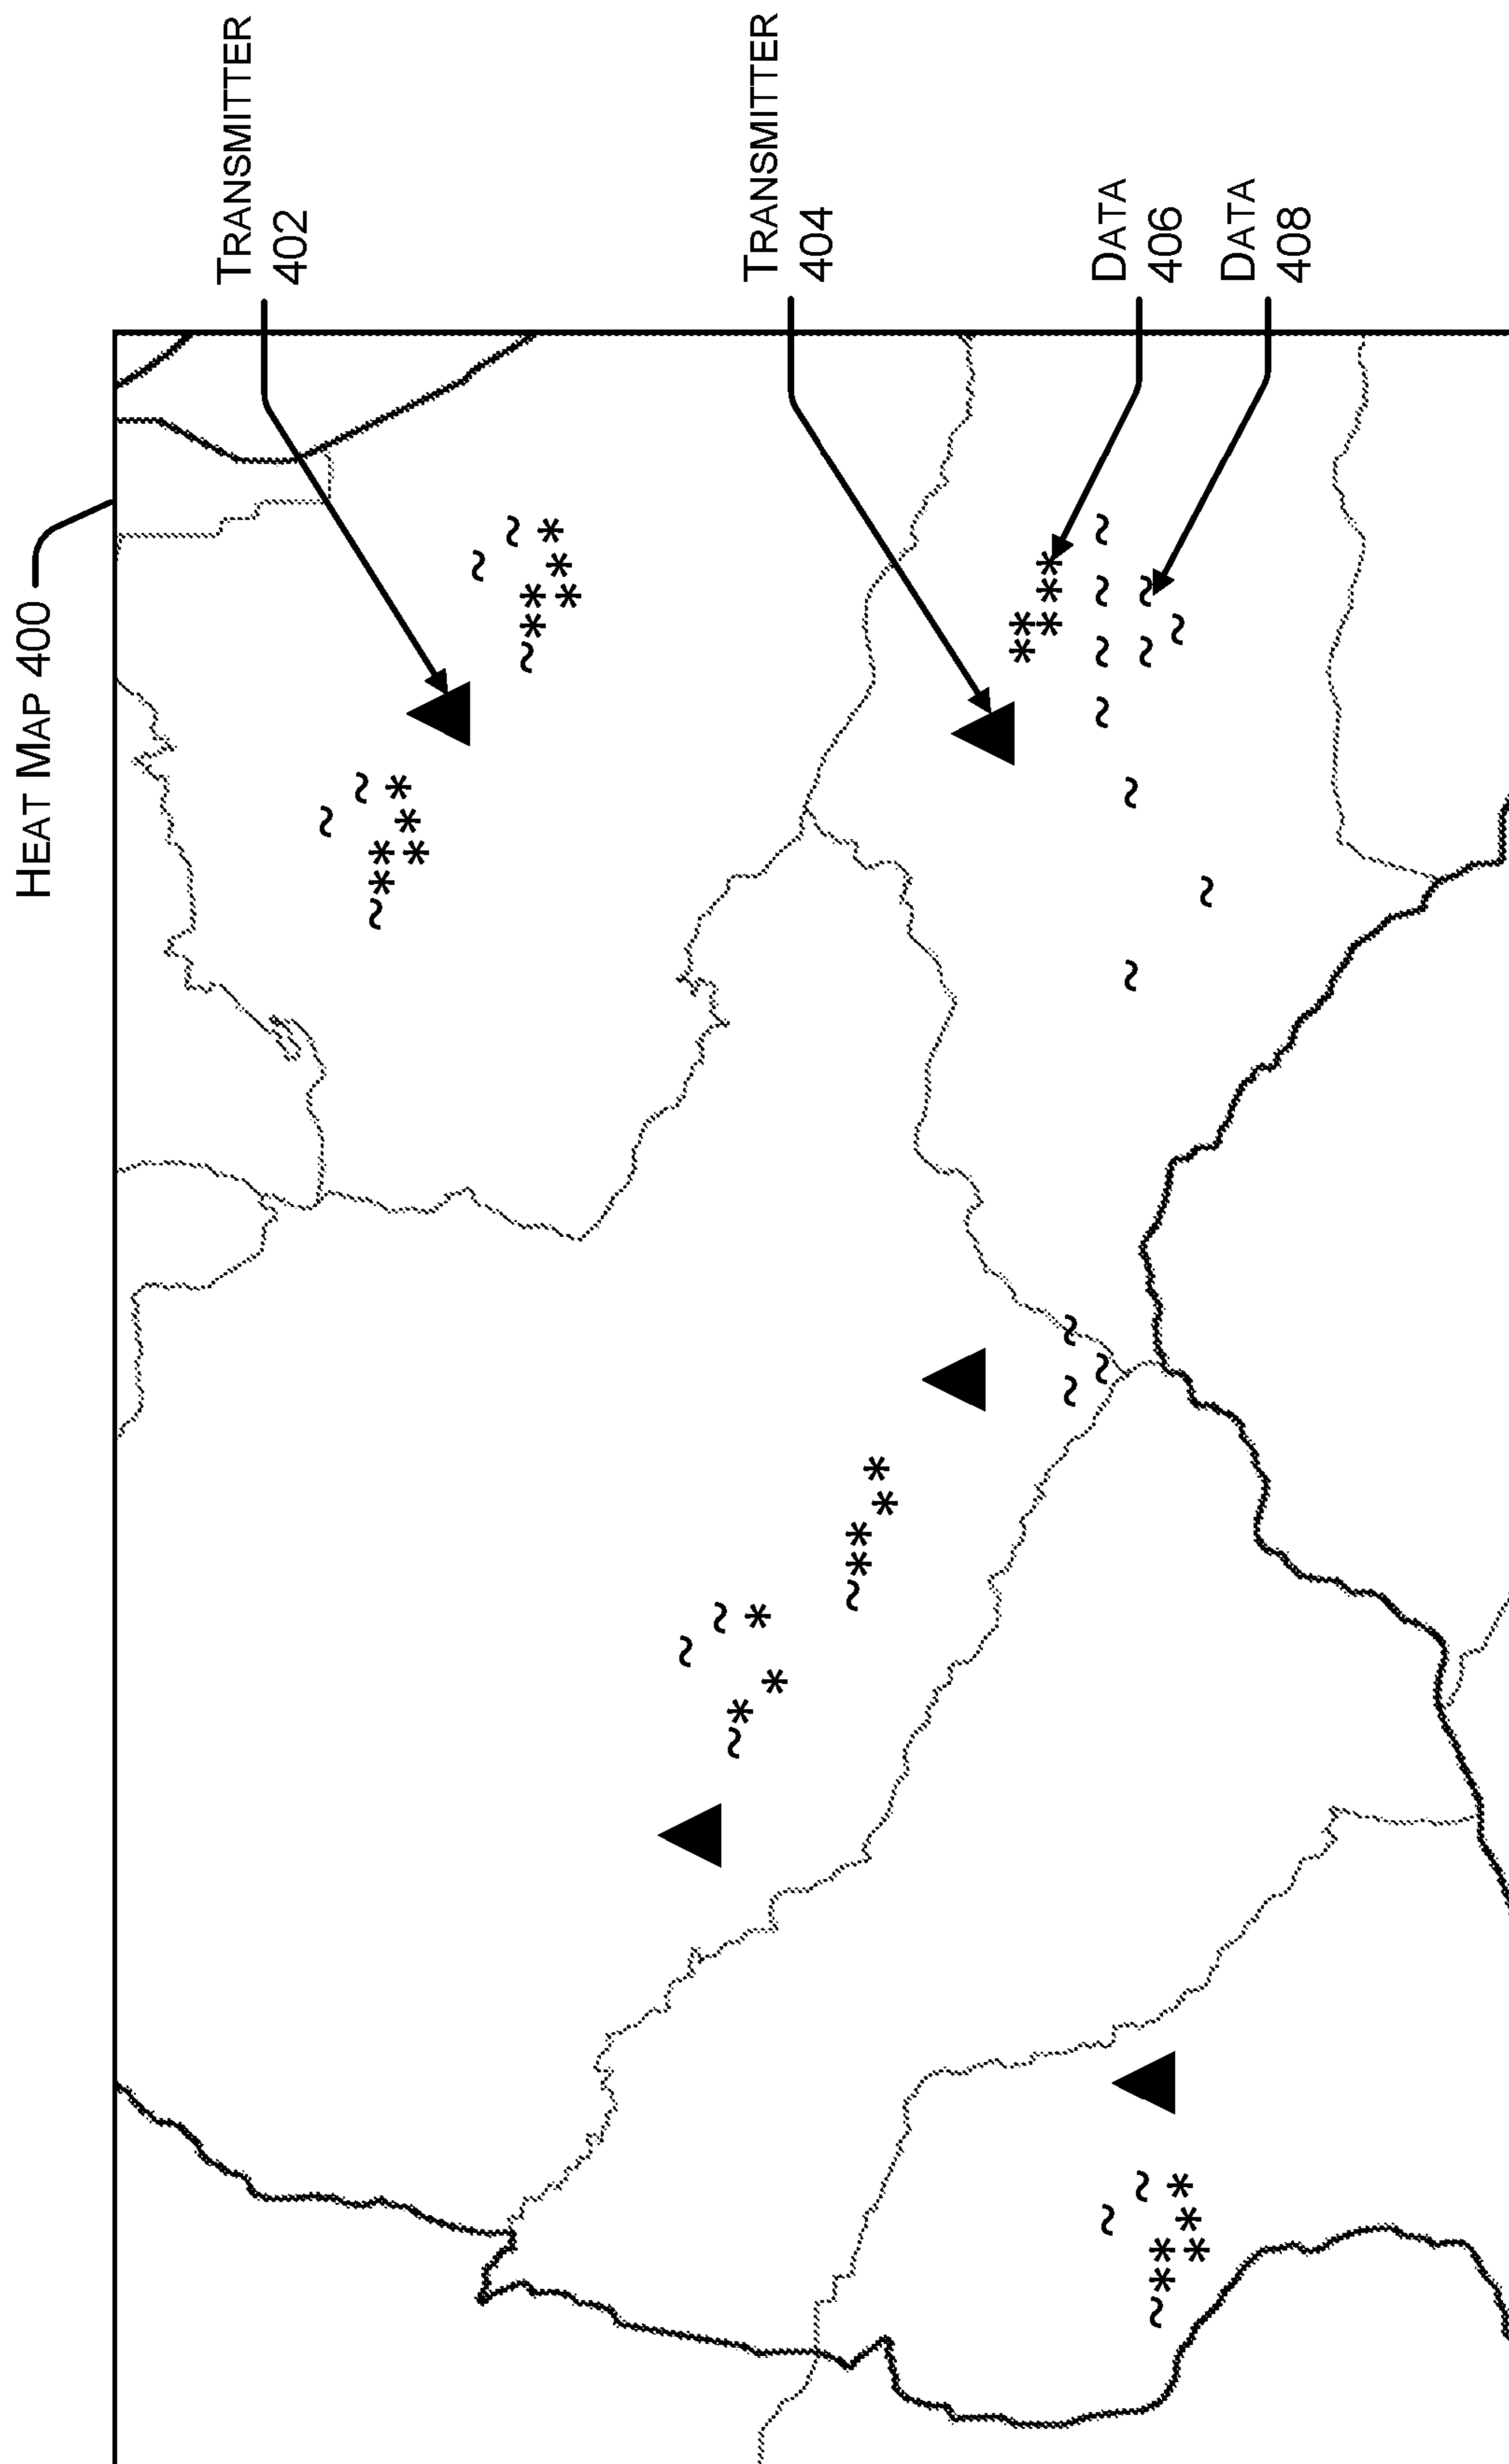 HEAT MAP 400
TRANSMITTER
402
TRANSMITTER
404
DATA
406
DATA
408